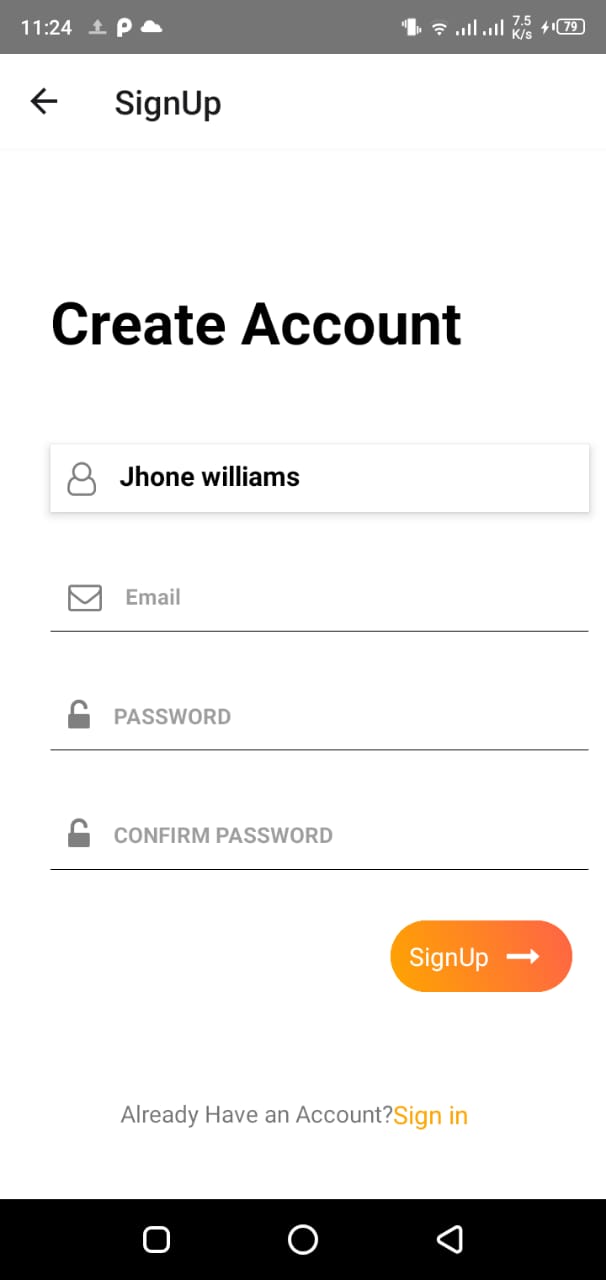 11:24
7.5
K/s
79
SignUp
Create Account
Jhone williams
Email
PASSWORD
CONFIRM PASSWORD
SignUp
Already Have an Account?Sign in